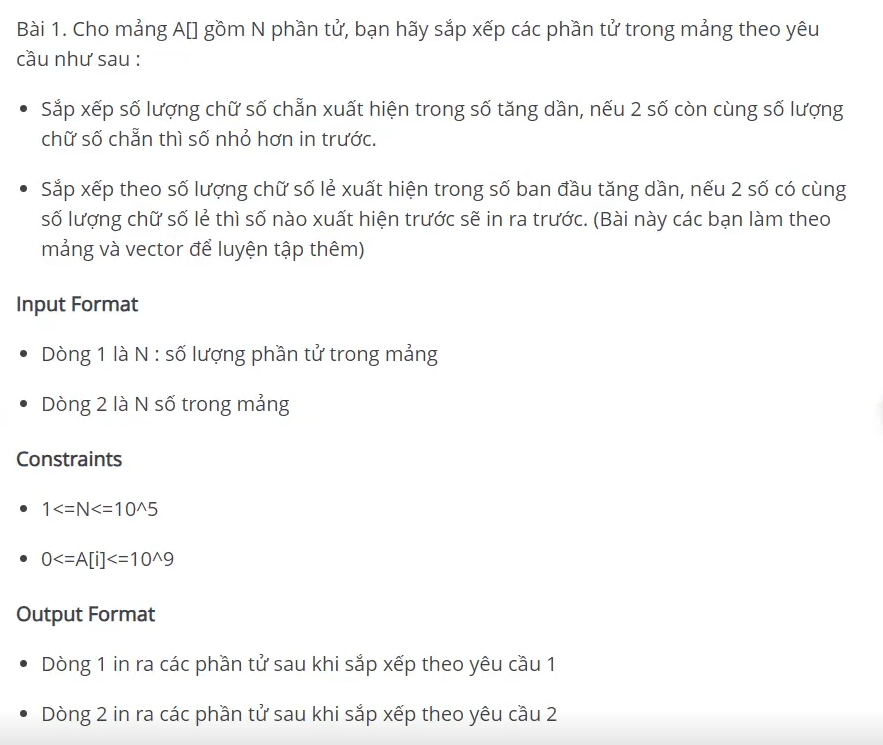 Bài 1. Cho mảng A[] gồm N phần tử, bạn hãy sắp xếp các phần tử trong mảng theo yêu
cầu như sau :
• Sắp xếp số lượng chữ số chẵn xuất hiện trong số tăng dần, nếu 2 số còn cùng số lượng
chữ số chẵn thì số nhỏ hơn in trước.
• Sắp xếp theo số lượng chữ số lẻ xuất hiện trong số ban đầu tăng dần, nếu 2 số có cùng
số lượng chữ số lẻ thì số nào xuất hiện trước sẽ in ra trước. (Bài này các bạn làm theo
mảng và vector để luyện tập thêm)
Input Format
• Dòng 1 là N : số lượng phần tử trong mảng
• Dòng 2 là N số trong mảng
Constraints
• 1<=N<=10^5
• 0<=A[i]<=10^9
Output Format
• Dòng 1 in ra các phần tử sau khi sắp xếp theo yêu cầu 1
• Dòng 2 in ra các phần tử sau khi sắp xếp theo yêu cầu 2